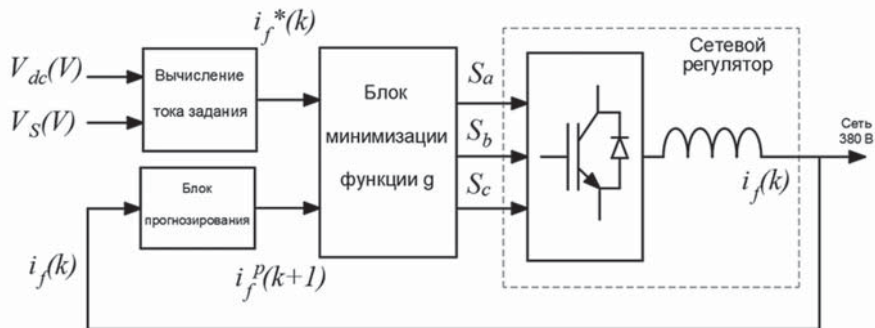 i_f*(k)
V_dc(V)
V_S(V)
Вычисление
тока задания
Блок
минимизации
функции g
S_a
S_b
S_c
Сетевой
регулятор
Сеть
380 В
Блок
прогнозирования
i_f(k)
i_f^p(k+1)
i_f(k)